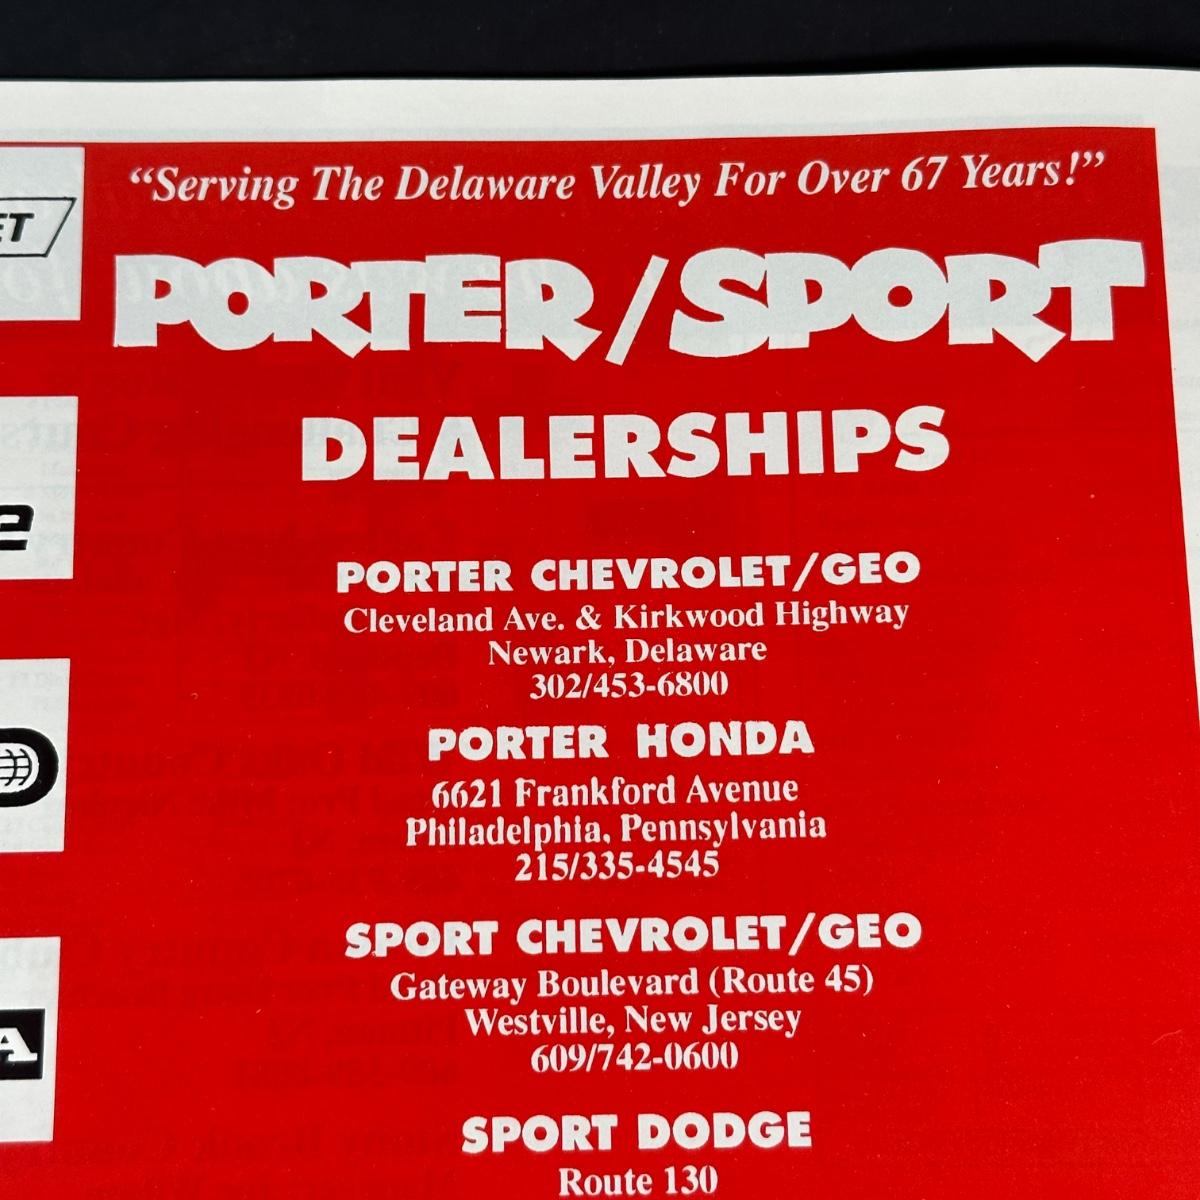 "Serving The Delaware Valley For Over 67 Years!"
PORTER/SPORT
DEALERSHIPS
PORTER CHEVROLET/GEO
Cleveland Ave. & Kirkwood Highway
Newark, Delaware
302/453-6800
PORTER HONDA
6621 Frankford Avenue
Philadelphia, Pennsylvania
215/335-4545
SPORT CHEVROLET/GEO
Gateway Boulevard (Route 45)
Westville, New Jersey
609/742-0600
SPORT DODGE
Route 130
ET
e
A